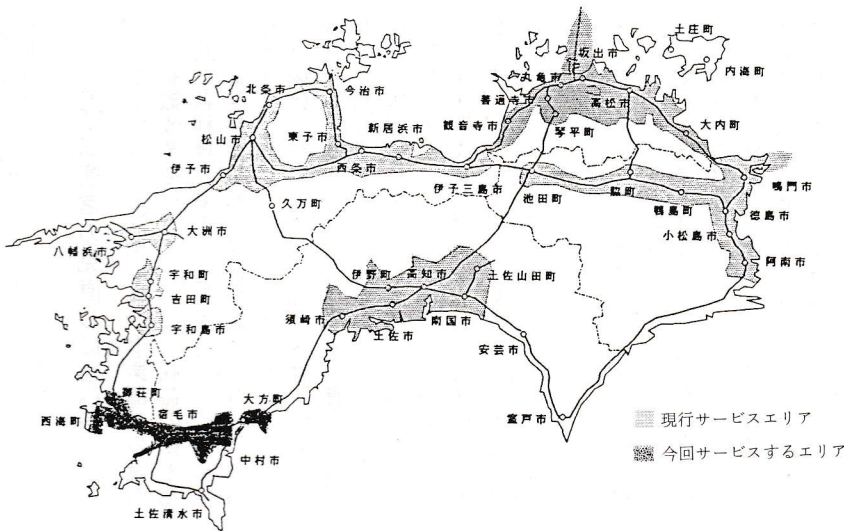 土庄町
坂出市
内海町
丸亀市
北条市
今治市
善通寺市
高松市
新居浜市
観音寺市
松山市
東予市
琴平町
大内町
伊予市
西条市
伊予三島市
池田町
脇町
鳴門市
久万町
鴨島町
徳島市
大洲市
小松島市
八幡浜市
阿南市
宇和町
伊野町
高知市
土佐山田町
吉田町
須崎市
宇和島市
土佐市
南国市
安芸市
御荘町
大方町
西海町
宿毛市
室戸市
現行サービスエリア
中村市
今回サービスするエリア
土佐清水市